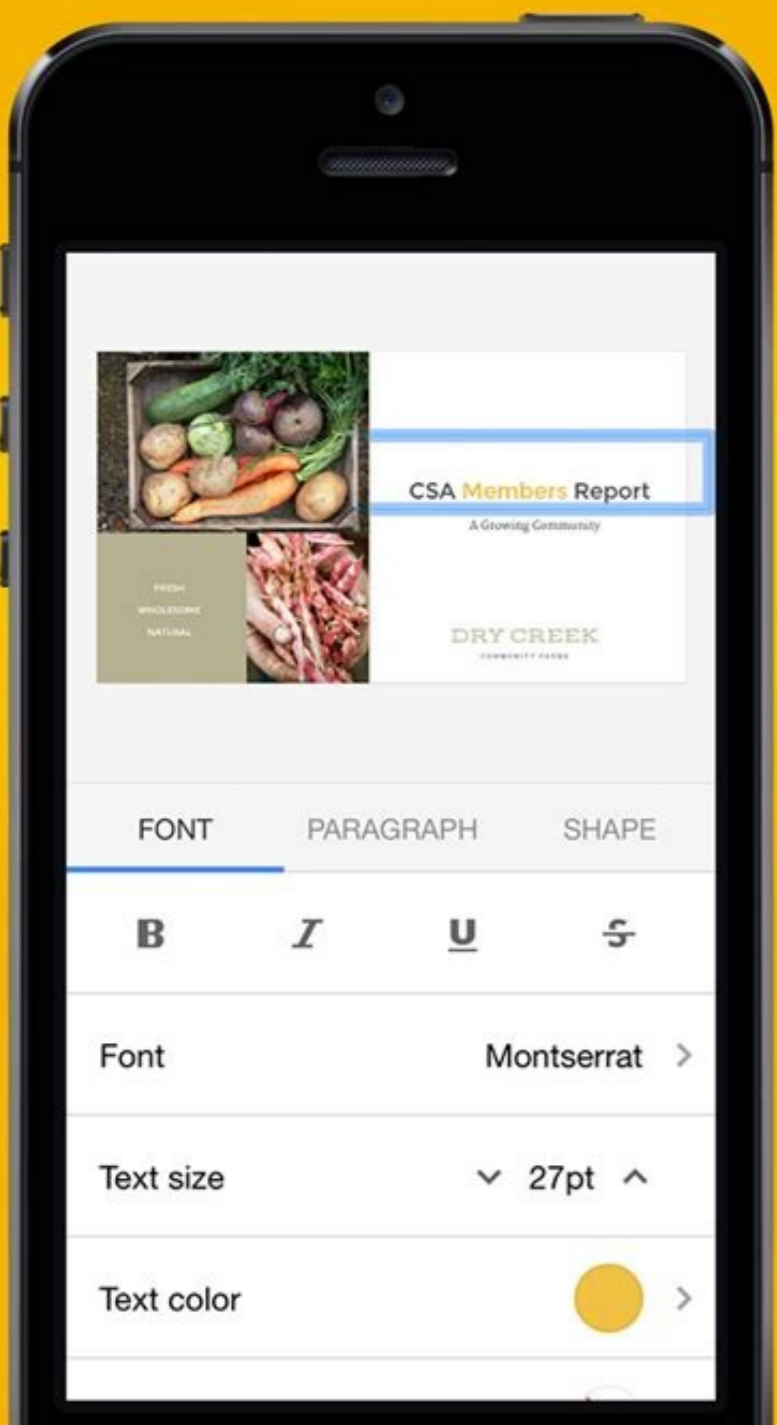 CSA Members Report
A Growing Community
FRESH
WHOLESOME
NATURAL
DRY CREEK
COMMUNITY FARMS
FONT PARAGRAPH SHAPE
B I U S
Font Montserrat
Text size 27pt
Text color